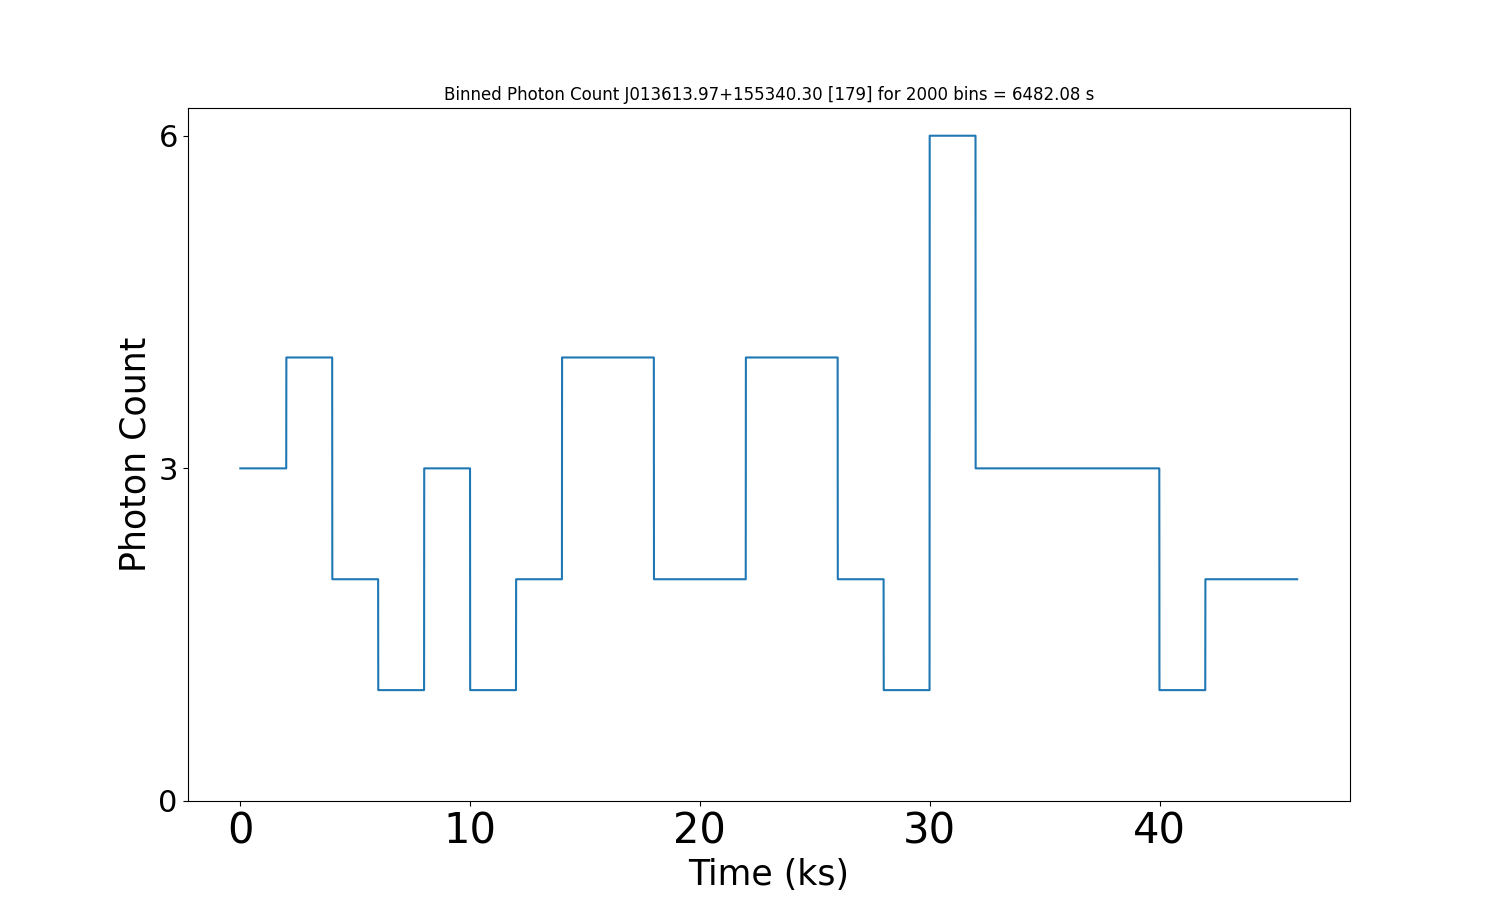 Binned Photon Count J013613.97+155340.30 [179] for 2000 bins = 6482.08 s
6
3
0
Photon Count
0 10 20 30 40
Time (ks)